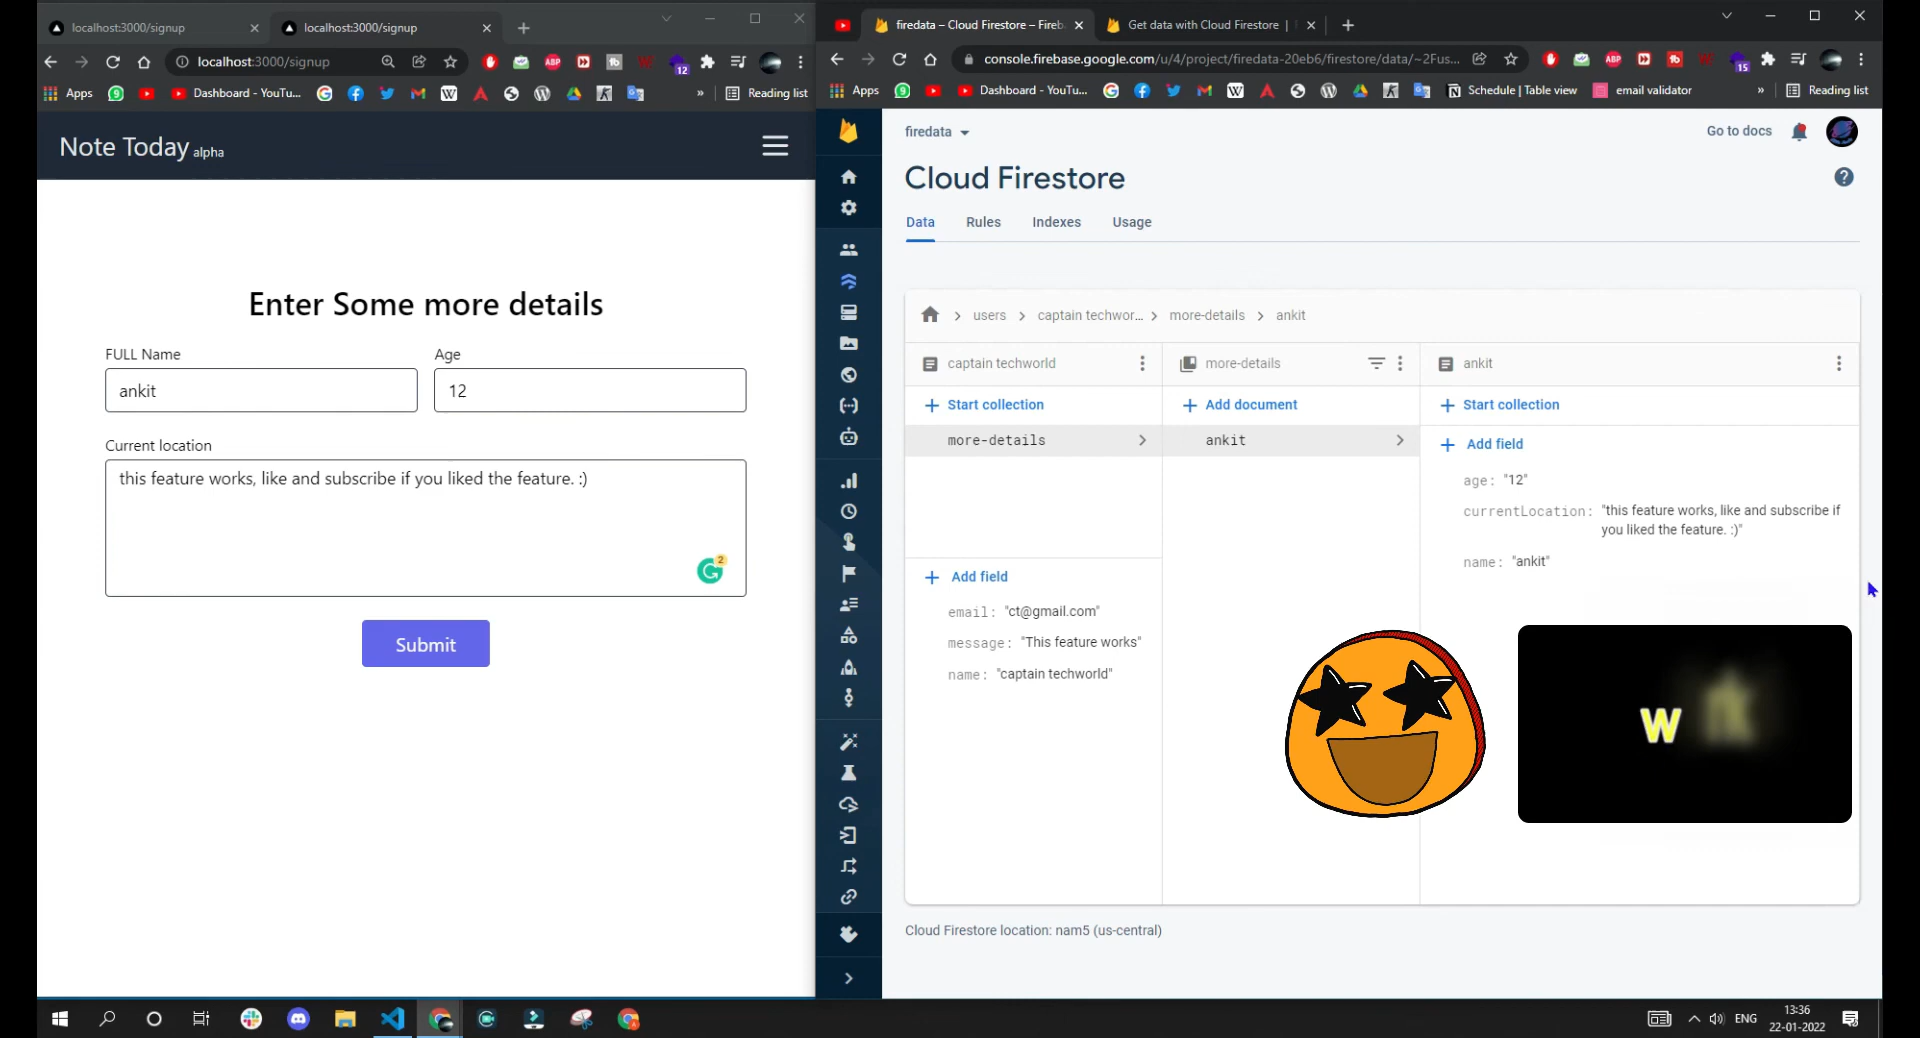 localhost:3000/signup
localhost:3000/signup
localhost:3000/signup
ABP
12
Apps
Dashboard - YouTu...
Reading list
Note Today alpha
Enter Some more details
FULL Name
Age
ankit
12
Current location
this feature works, like and subscribe if you liked the feature. :)
2
Submit
firedata – Cloud Firestore – Fireb
Get data with Cloud Firestore |
console.firebase.google.com/u/4/project/firedata-20eb6/firestore/data/~2Fus...
ABP
15
Apps
Dashboard - YouTu...
Schedule | Table view
email validator
Reading list
firedata
Go to docs
Cloud Firestore
Data
Rules
Indexes
Usage
users
captain techwor...
more-details
ankit
captain techworld
more-details
ankit
Start collection
Add document
Start collection
more-details
ankit
Add field
age: "12"
currentLocation: "this feature works, like and subscribe if
you liked the feature. :)"
name: "ankit"
Add field
email: "ct@gmail.com"
message: "This feature works"
name: "captain techworld"
W
Cloud Firestore location: nam5 (us-central)
ENG
13:36
22-01-2022